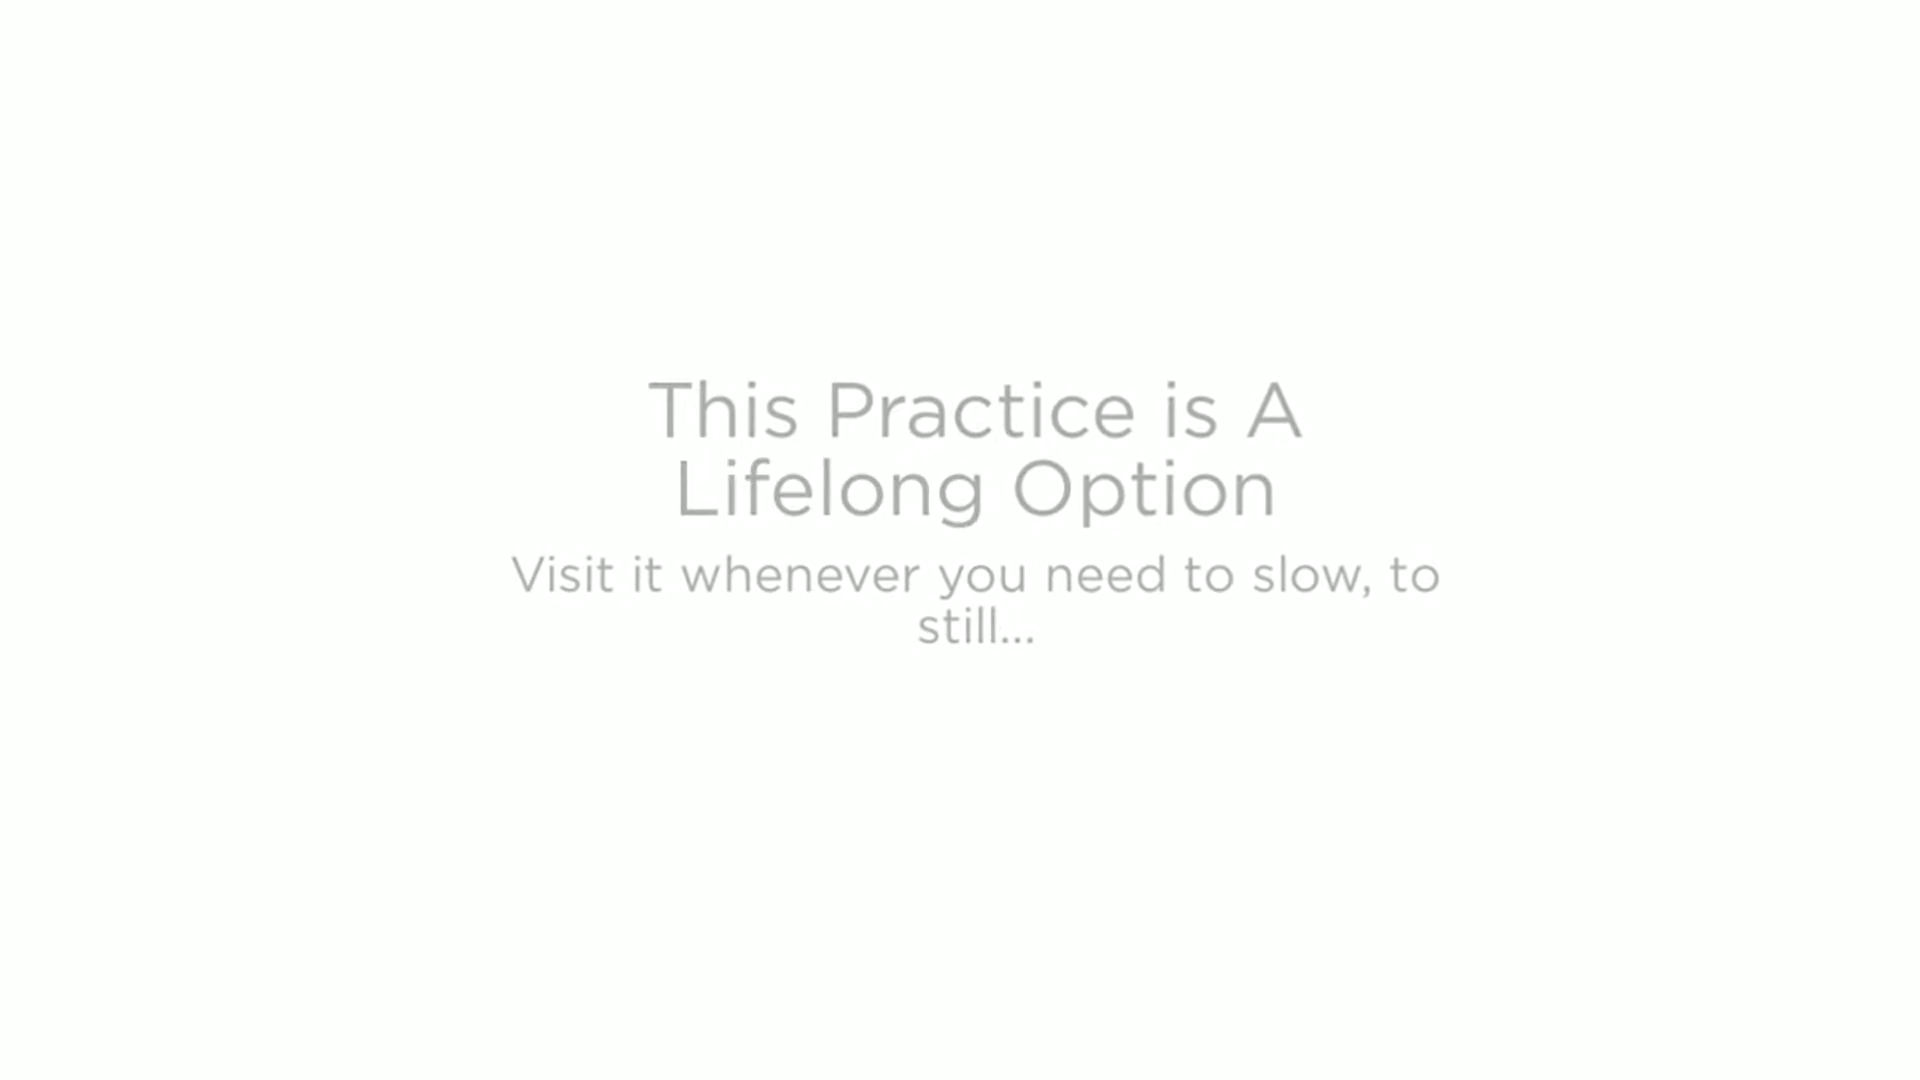 This Practice is A
Lifelong Option
Visit it whenever you need to slow, to
still...